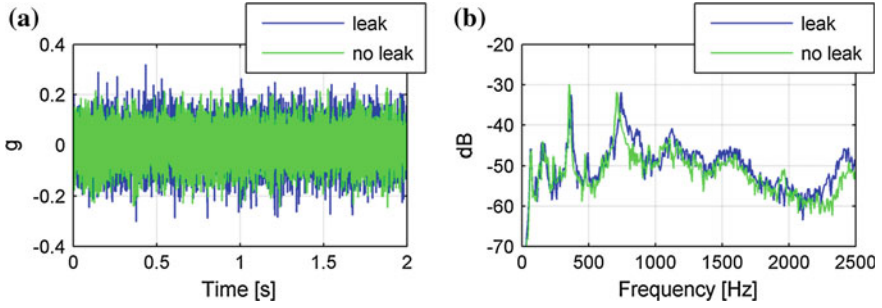 (a)
leak
no leak
0.4
0.2
0
-0.2
-0.4
g
0 0.5 1 1.5 2
Time [s]
(b)
leak
no leak
-20
-30
-40
-50
-60
-70
dB
0 500 1000 1500 2000 2500
Frequency [Hz]